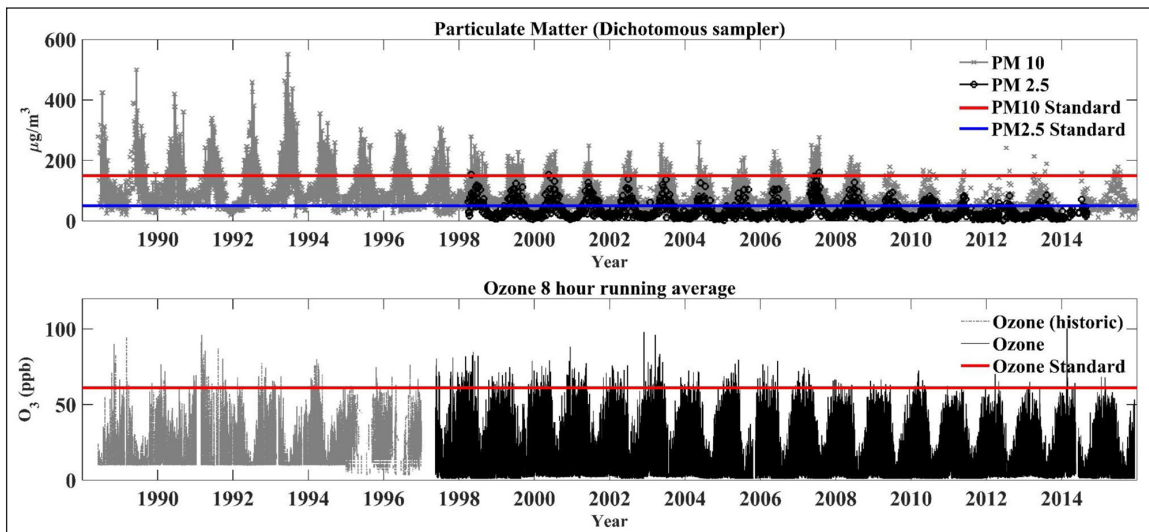 Particulate Matter (Dichotomous sampler)
600
400
200
0
μg/m³
PM 10
PM 2.5
PM10 Standard
PM2.5 Standard
1990 1992 1994 1996 1998 2000 2002 2004 2006 2008 2010 2012 2014
Year
Ozone 8 hour running average
100
50
0
O₃ (ppb)
Ozone (historic)
Ozone
Ozone Standard
1990 1992 1994 1996 1998 2000 2002 2004 2006 2008 2010 2012 2014
Year